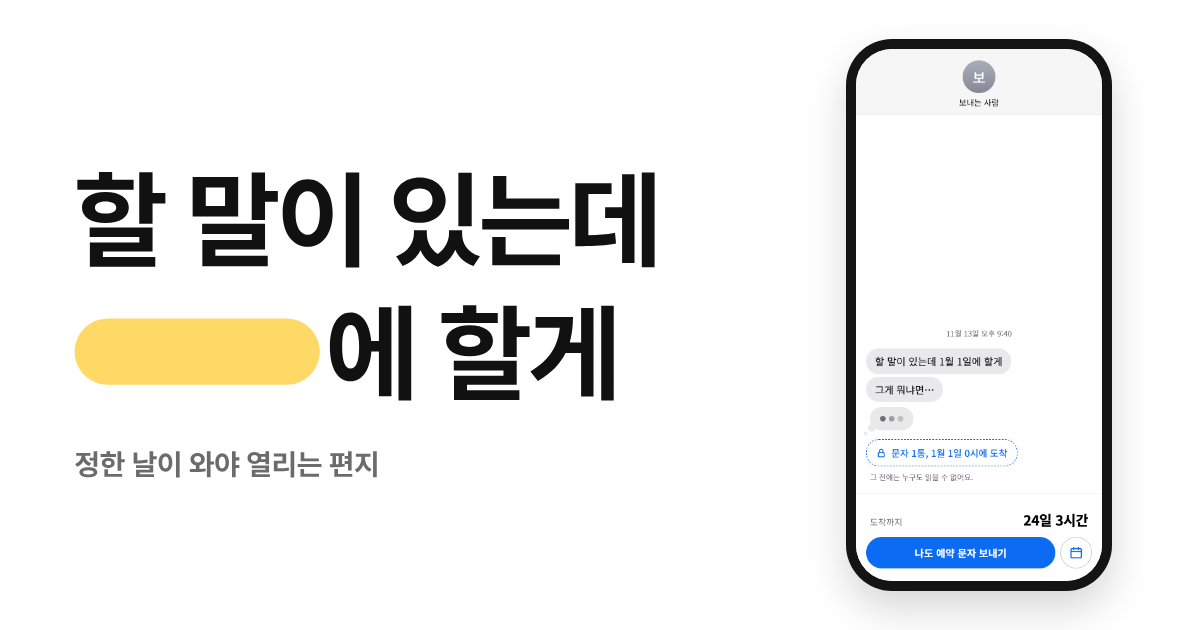 할 말이 있는데
에 할게
정한 날이 와야 열리는 편지
보
보내는 사람
11월 13일 오후 9:40
할 말이 있는데 1월 1일에 할게
그게 뭐냐면…
문자 1통, 1월 1일 0시에 도착
그 전에는 누구도 읽을 수 없어요.
도착까지
24일 3시간
나도 예약 문자 보내기